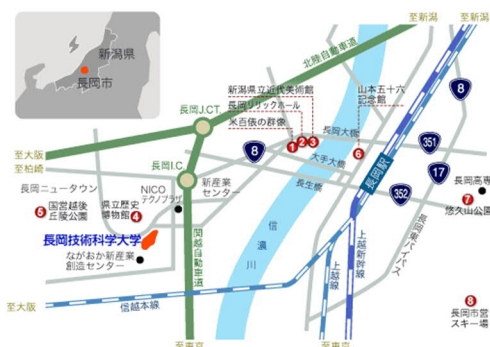 新潟県
長岡市
至新潟
至新潟
北陸自動車道
8
新潟県立近代美術館
長岡リリックホール
米百俵の群像
山本五十六
記念館
長岡J.CT.
1
2
3
長岡大橋
351
6
大手大橋
長生橋
8
至大阪
至柏崎
長岡I.C.
長岡駅
17
352
長岡高専
7
悠久山公園
長岡ニュータウン
NICO
テクノプラザ
新産業
センター
5
国営越後
丘陵公園
県立歴史
博物館
4
長岡技術科学大学
ながおか新産業
創造センター
関越自動車道
信濃川
上越線
上越新幹線
長岡東バイパス
至大阪
信越本線
8
長岡市営
スキー場
至東京
至東京